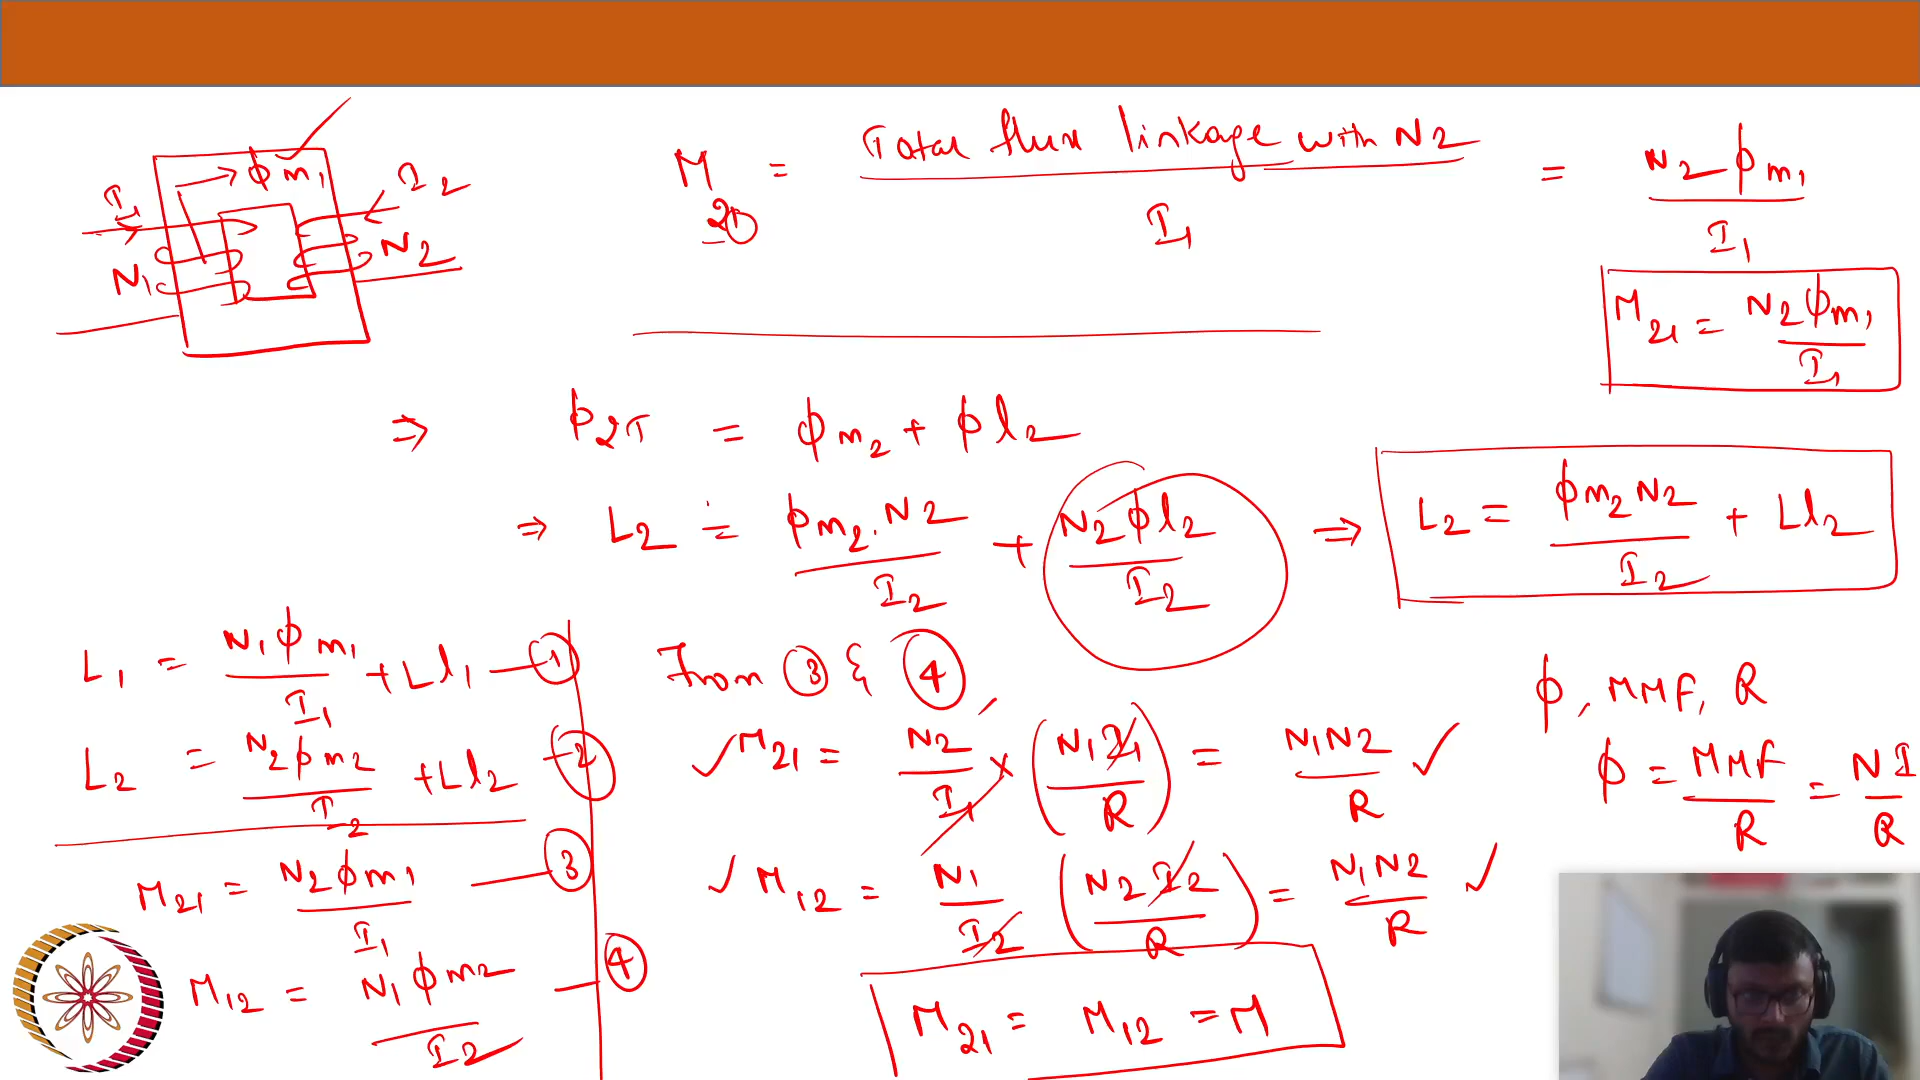 I1 → ϕm1 I2
N1 N2
M21 = Total flux linkage with N2 / I1 = N2 ϕm1 / I1
M21 = N2 ϕm1 / I1
⇒ ϕ2T = ϕm2 + ϕl2
⇒ L2 = ϕm2 . N2 / I2 + N2 ϕl2 / I2 ⇒ L2 = ϕm2 N2 / I2 + Ll2
L1 = N1 ϕm1 / I1 + Ll1 — 1
L2 = N2 ϕm2 / I2 + Ll2 — 2
M21 = N2 ϕm1 / I1 — 3
M12 = N1 ϕm2 / I2 — 4
From 3 & 4
✓ M21 = N2 / I1 × ( N1 I1 / R ) = N1N2 / R ✓
✓ M12 = N1 / I2 ( N2 I2 / R ) = N1N2 / R ✓
M21 = M12 = M
ϕ, MMF, R
ϕ = MMF / R = NI / R